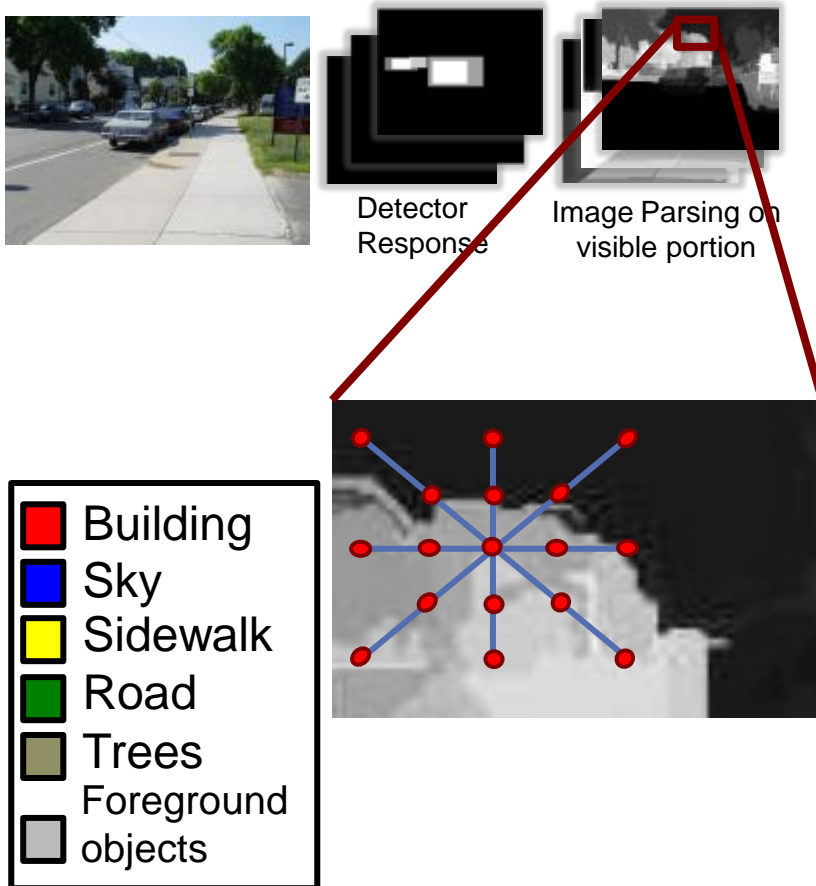 Detector
Response
Image Parsing on
visible portion
Building
Sky
Sidewalk
Road
Trees
Foreground
objects